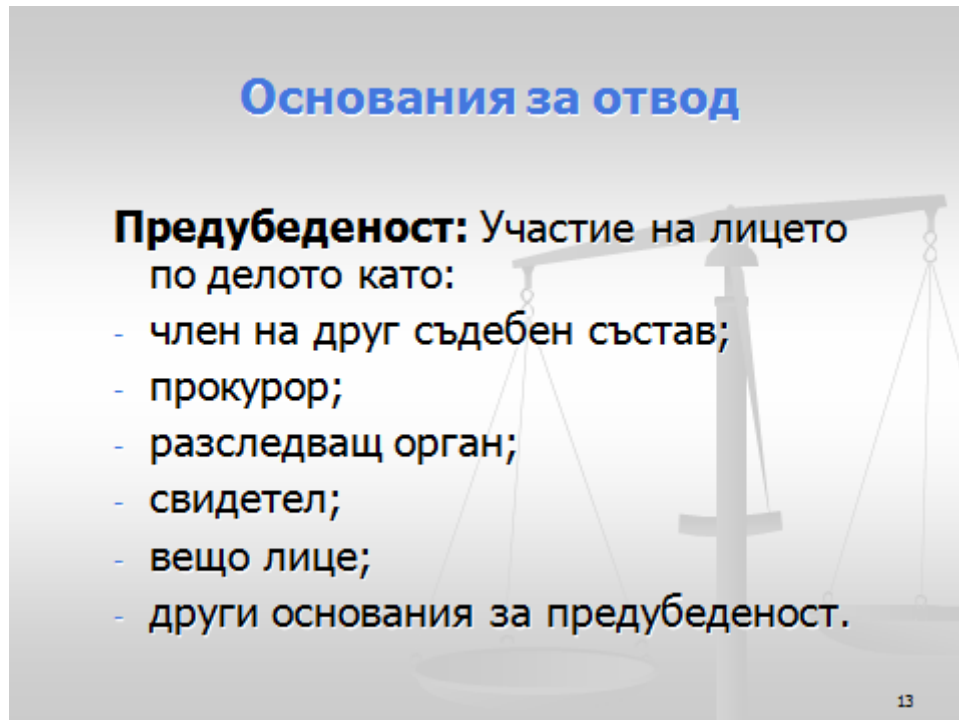 Основания за отвод
Предубеденост: Участие на лицето
по делото като:
- член на друг съдебен състав;
- прокурор;
- разследващ орган;
- свидетел;
- вещо лице;
- други основания за предубеденост.
13